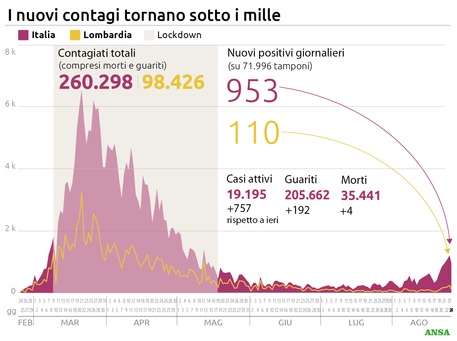 I nuovi contagi tornano sotto i mille
Italia Lombardia Lockdown
8 k
Contagiati totali
(compresi morti e guariti)
260.298 98.426
Nuovi positivi giornalieri
(su 71.996 tamponi)
953
110
6 k
4 k
Casi attivi Guariti Morti
19.195 205.662 35.441
+757 +192 +4
rispetto a ieri
2 k
0
gg
FEB MAR APR MAG GIU LUG AGO
ANSA